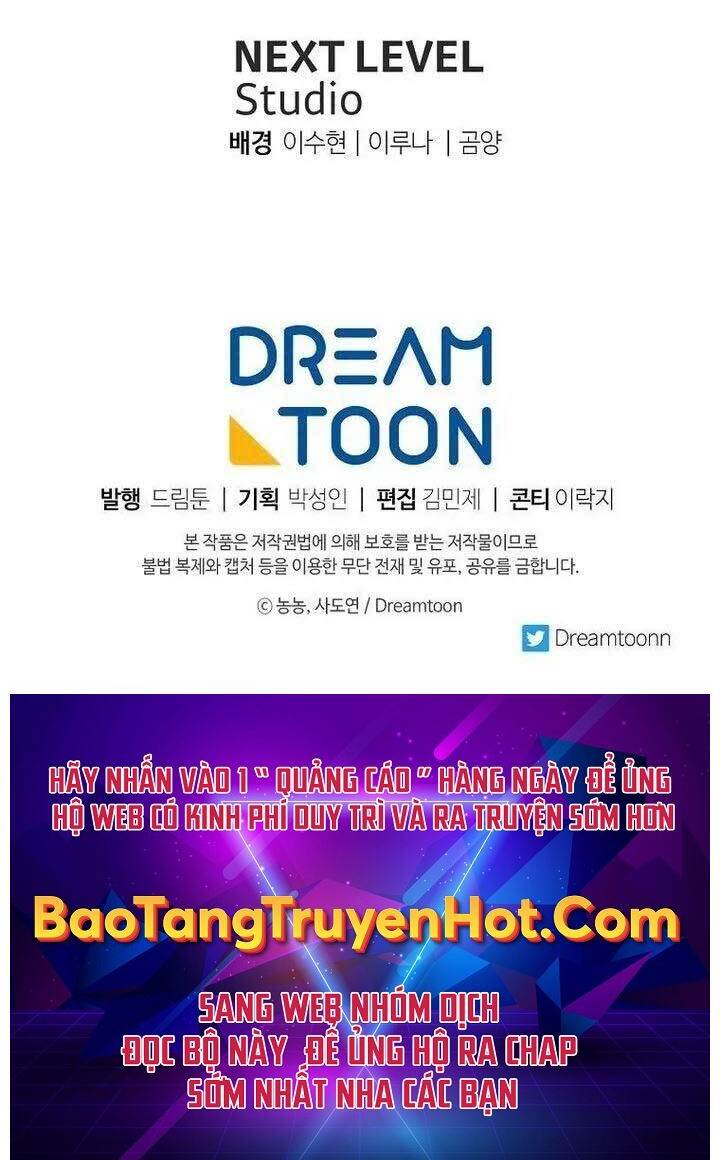 NEXT LEVEL
Studio
배경 이수현 | 이루나 | 곰양
DREAM
TOON
발행 드림툰 | 기획 박성인 | 편집 김민제 | 콘티 이락지
본 작품은 저작권법에 의해 보호를 받는 저작물이므로
불법 복제와 캡처 등을 이용한 무단 전재 및 유포, 공유를 금합니다.
ⓒ 농농, 사도연 / Dreamtoon
Dreamtoonn
HÃY NHẤN VÀO 1 “ QUẢNG CÁO ” HÀNG NGÀY ĐỂ ỦNG
HỘ WEB CÓ KINH PHÍ DUY TRÌ VÀ RA TRUYỆN SỚM HƠN
BaoTangTruyenHot.Com
SANG WEB NHÓM DỊCH
ĐỌC BỘ NÀY ĐỂ ỦNG HỘ RA CHAP
SỚM NHẤT NHA CÁC BẠN